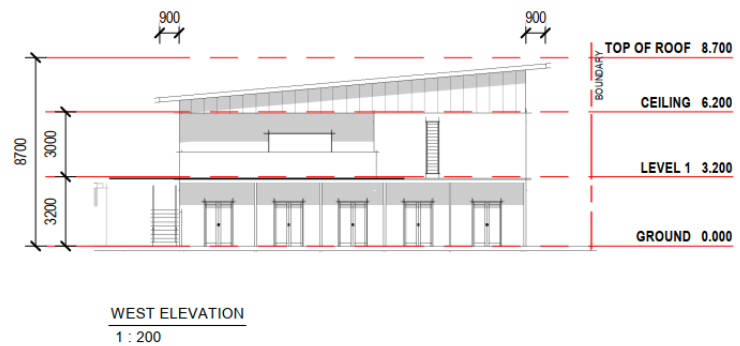 900
900
TOP OF ROOF 8.700
BOUNDARY
CEILING 6.200
8700
3000
LEVEL 1 3.200
3200
GROUND 0.000
WEST ELEVATION
1 : 200